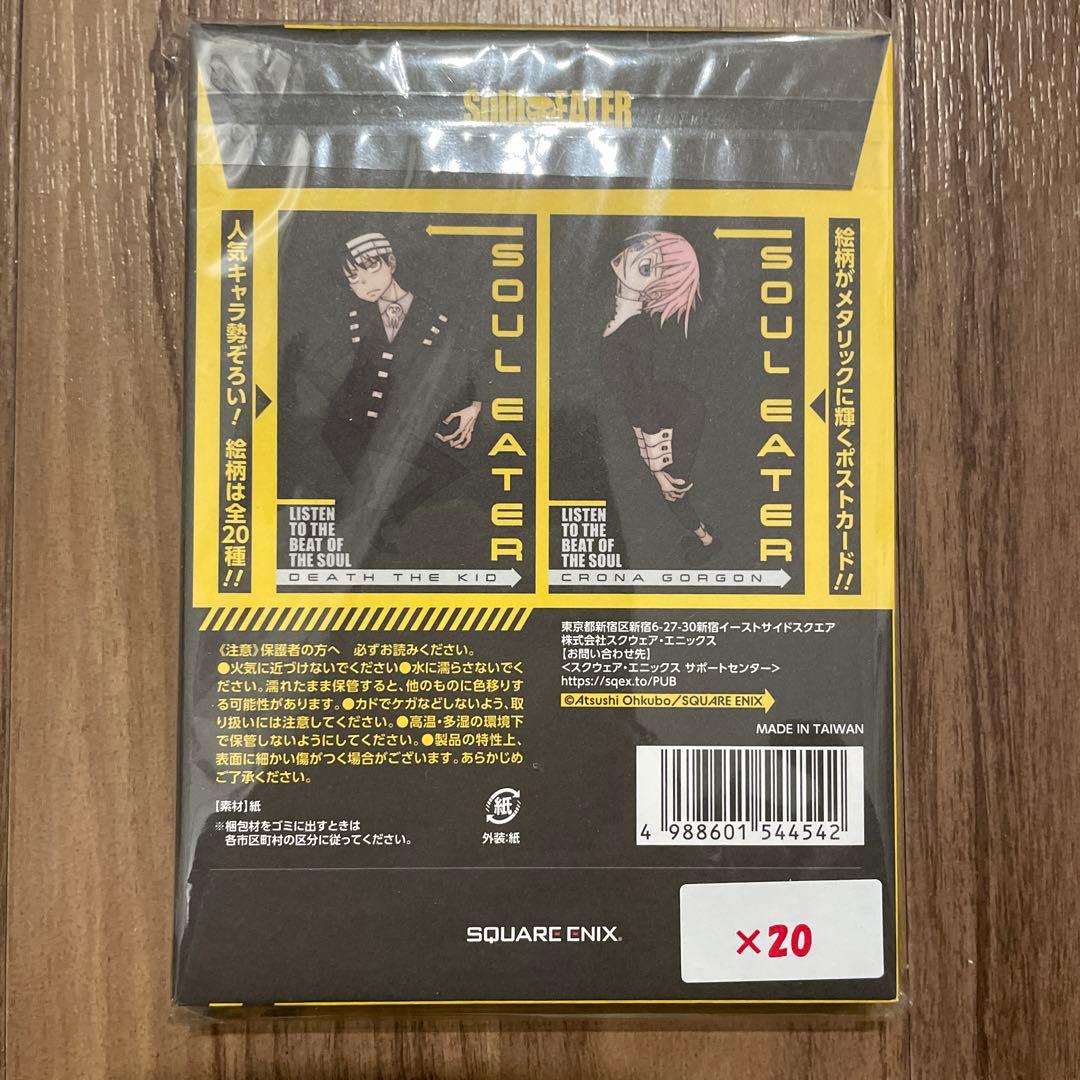 SOUL EATER
人気キャラ勢ぞろい! 絵柄は全20種!!
SOUL EATER
LISTEN
TO THE
BEAT OF
THE SOUL
DEATH THE KID
SOUL EATER
LISTEN
TO THE
BEAT OF
THE SOUL
CRONA GORGON
絵柄がメタリックに輝くポストカード!!
《注意》保護者の方へ 必ずお読みください。
●火気に近づけないでください●水に濡らさないでく
ださい。濡れたまま保管すると、他のものに色移りす
る可能性があります。●カドでケガなどしないよう、取
り扱いには注意してください。●高温・多湿の環境下
で保管しないようにしてください。●製品の特性上、
表面に細かい傷がつく場合がございます。あらかじめ
ご了承ください。
【素材】紙
※梱包材をゴミに出すときは
各市区町村の区分に従ってください。
紙
外装:紙
東京都新宿区新宿6-27-30新宿イーストサイドスクエア
株式会社スクウェア・エニックス
【お問い合わせ先】
<スクウェア・エニックス サポートセンター>
https://sqex.to/PUB
©Atsushi Ohkubo/SQUARE ENIX
MADE IN TAIWAN
4 988601 544542
SQUARE ENIX®
×20